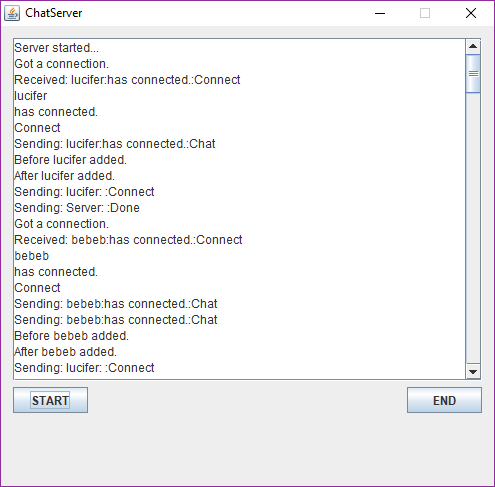 ChatServer
Server started...
Got a connection.
Received: lucifer:has connected.:Connect
lucifer
has connected.
Connect
Sending: lucifer:has connected.:Chat
Before lucifer added.
After lucifer added.
Sending: lucifer: :Connect
Sending: Server: :Done
Got a connection.
Received: bebeb:has connected.:Connect
bebeb
has connected.
Connect
Sending: bebeb:has connected.:Chat
Sending: bebeb:has connected.:Chat
Before bebeb added.
After bebeb added.
Sending: lucifer: :Connect
START
END